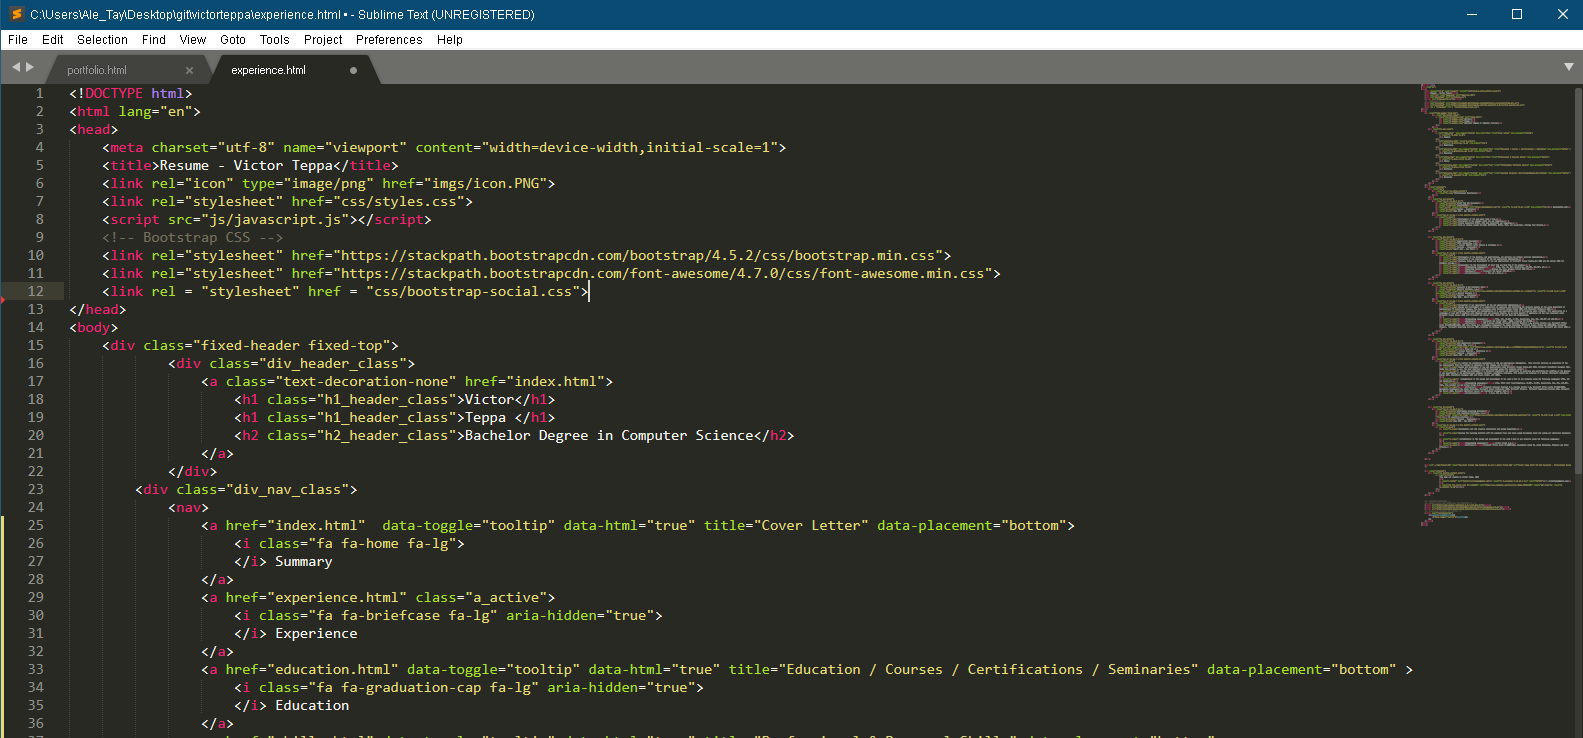 C:\Users\Ale_Tay\Desktop\git\victorteppa\experience.html • - Sublime Text (UNREGISTERED)
File Edit Selection Find View Goto Tools Project Preferences Help
portfolio.html experience.html
1 <!DOCTYPE html>
2 <html lang="en">
3 <head>
4 <meta charset="utf-8" name="viewport" content="width=device-width,initial-scale=1">
5 <title>Resume - Victor Teppa</title>
6 <link rel="icon" type="image/png" href="imgs/icon.PNG">
7 <link rel="stylesheet" href="css/styles.css">
8 <script src="js/javascript.js"></script>
9 <!-- Bootstrap CSS -->
10 <link rel="stylesheet" href="https://stackpath.bootstrapcdn.com/bootstrap/4.5.2/css/bootstrap.min.css">
11 <link rel="stylesheet" href="https://stackpath.bootstrapcdn.com/font-awesome/4.7.0/css/font-awesome.min.css">
12 <link rel = "stylesheet" href = "css/bootstrap-social.css">
13 </head>
14 <body>
15 <div class="fixed-header fixed-top">
16 <div class="div_header_class">
17 <a class="text-decoration-none" href="index.html">
18 <h1 class="h1_header_class">Victor</h1>
19 <h1 class="h1_header_class">Teppa </h1>
20 <h2 class="h2_header_class">Bachelor Degree in Computer Science</h2>
21 </a>
22 </div>
23 <div class="div_nav_class">
24 <nav>
25 <a href="index.html"  data-toggle="tooltip" data-html="true" title="Cover Letter" data-placement="bottom">
26 <i class="fa fa-home fa-lg">
27 </i> Summary
28 </a>
29 <a href="experience.html" class="a_active">
30 <i class="fa fa-briefcase fa-lg" aria-hidden="true">
31 </i> Experience
32 </a>
33 <a href="education.html" data-toggle="tooltip" data-html="true" title="Education / Courses / Certifications / Seminaries" data-placement="bottom" >
34 <i class="fa fa-graduation-cap fa-lg" aria-hidden="true">
35 </i> Education
36 </a>